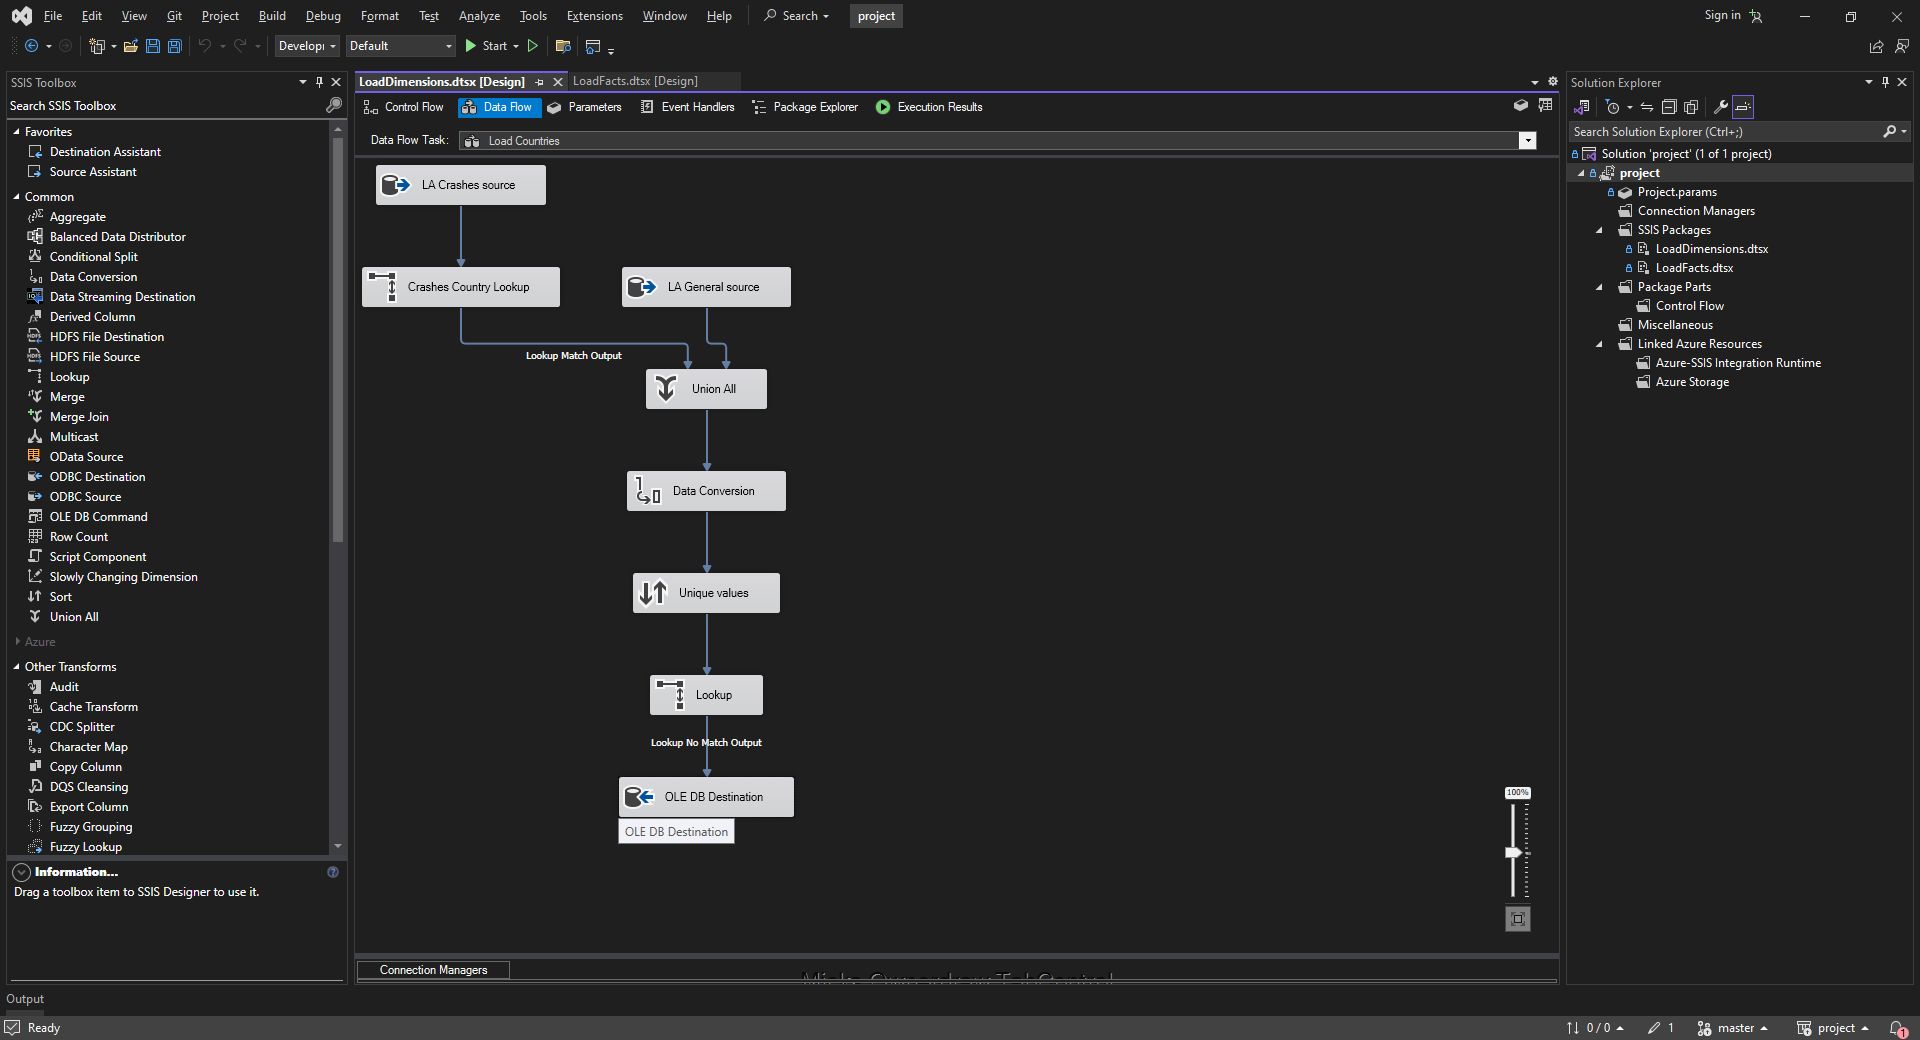 File Edit View Git Project Build Debug Format Test Analyze Tools Extensions Window Help Search project Sign in
Developi Default Start
SSIS Toolbox
Search SSIS Toolbox
Favorites
Destination Assistant
Source Assistant
Common
Aggregate
Balanced Data Distributor
Conditional Split
Data Conversion
Data Streaming Destination
Derived Column
HDFS File Destination
HDFS File Source
Lookup
Merge
Merge Join
Multicast
OData Source
ODBC Destination
ODBC Source
OLE DB Command
Row Count
Script Component
Slowly Changing Dimension
Sort
Union All
Azure
Other Transforms
Audit
Cache Transform
CDC Splitter
Character Map
Copy Column
DQS Cleansing
Export Column
Fuzzy Grouping
Fuzzy Lookup
Information...
Drag a toolbox item to SSIS Designer to use it.
LoadDimensions.dtsx [Design] LoadFacts.dtsx [Design]
Control Flow Data Flow Parameters Event Handlers Package Explorer Execution Results
Data Flow Task: Load Countries
LA Crashes source
Crashes Country Lookup
LA General source
Lookup Match Output
Union All
Data Conversion
Unique values
Lookup
Lookup No Match Output
OLE DB Destination
OLE DB Destination
100%
Connection Managers
Solution Explorer
Search Solution Explorer (Ctrl+;)
Solution 'project' (1 of 1 project)
project
Project.params
Connection Managers
SSIS Packages
LoadDimensions.dtsx
LoadFacts.dtsx
Package Parts
Control Flow
Miscellaneous
Linked Azure Resources
Azure-SSIS Integration Runtime
Azure Storage
Output
Ready
0 / 0 1 master project 1